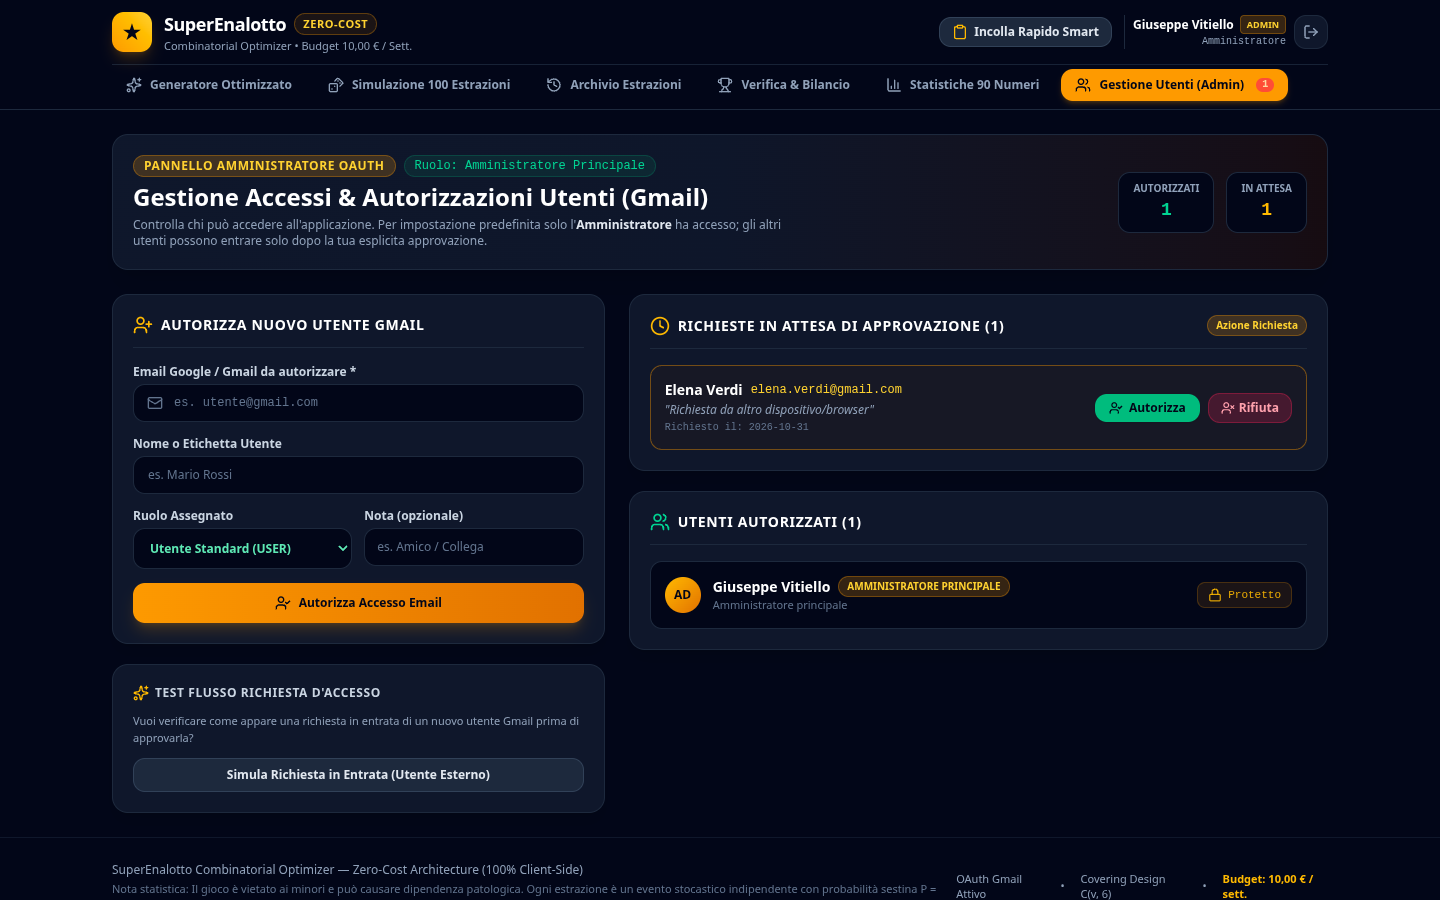 SuperEnalotto ZERO-COST
Combinatorial Optimizer • Budget 10,00 € / Sett.
Incolla Rapido Smart
Giuseppe Vitiello ADMIN
Amministratore
Generatore Ottimizzato
Simulazione 100 Estrazioni
Archivio Estrazioni
Verifica & Bilancio
Statistiche 90 Numeri
Gestione Utenti (Admin) 1
PANNELLO AMMINISTRATORE OAUTH
Ruolo: Amministratore Principale
Gestione Accessi & Autorizzazioni Utenti (Gmail)
Controlla chi può accedere all'applicazione. Per impostazione predefinita solo l'Amministratore ha accesso; gli altri
utenti possono entrare solo dopo la tua esplicita approvazione.
AUTORIZZATI
1
IN ATTESA
1
AUTORIZZA NUOVO UTENTE GMAIL
Email Google / Gmail da autorizzare *
es. utente@gmail.com
Nome o Etichetta Utente
es. Mario Rossi
Ruolo Assegnato
Utente Standard (USER)
Nota (opzionale)
es. Amico / Collega
Autorizza Accesso Email
TEST FLUSSO RICHIESTA D'ACCESSO
Vuoi verificare come appare una richiesta in entrata di un nuovo utente Gmail prima di
approvarla?
Simula Richiesta in Entrata (Utente Esterno)
RICHIESTE IN ATTESA DI APPROVAZIONE (1)
Azione Richiesta
Elena Verdi elena.verdi@gmail.com
"Richiesta da altro dispositivo/browser"
Richiesto il: 2026-10-31
Autorizza
Rifiuta
UTENTI AUTORIZZATI (1)
AD
Giuseppe Vitiello AMMINISTRATORE PRINCIPALE
Amministratore principale
Protetto
SuperEnalotto Combinatorial Optimizer — Zero-Cost Architecture (100% Client-Side)
Nota statistica: Il gioco è vietato ai minori e può causare dipendenza patologica. Ogni estrazione è un evento stocastico indipendente con probabilità sestina P =
OAuth Gmail
Attivo
•
Covering Design
C(v, 6)
•
Budget: 10,00 € /
sett.